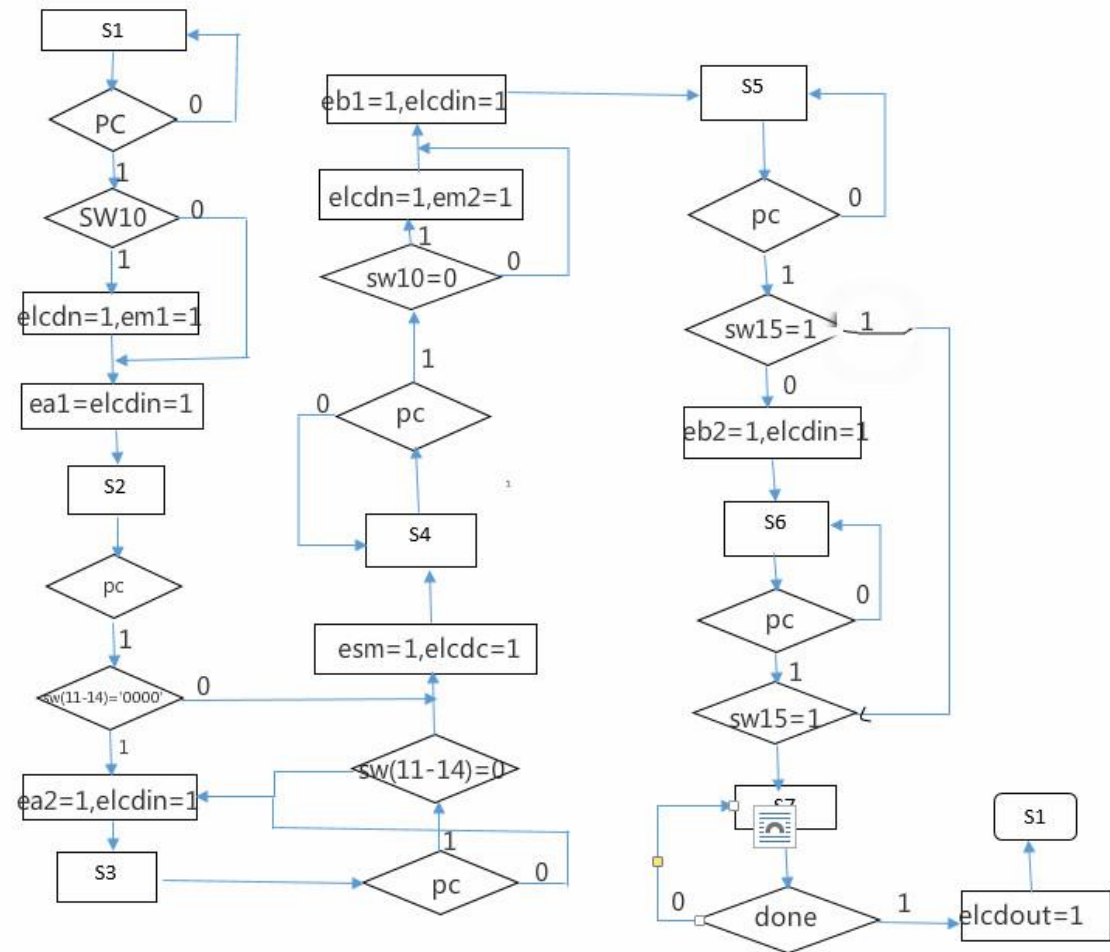 S1
PC
0
1
SW10
0
1
elcdn=1,em1=1
ea1=elcdin=1
S2
pc
1
sw(11-14)='0000'
0
1
ea2=1,elcdin=1
S3
eb1=1,elcdin=1
elcdn=1,em2=1
1
sw10=0
0
1
0
pc
1
S4
esm=1,elcdc=1
sw(11-14)=0
1
pc
0
S5
pc
0
1
sw15=1
1
0
eb2=1,elcdin=1
S6
pc
0
1
sw15=1
S7
0
done
1
S1
elcdout=1